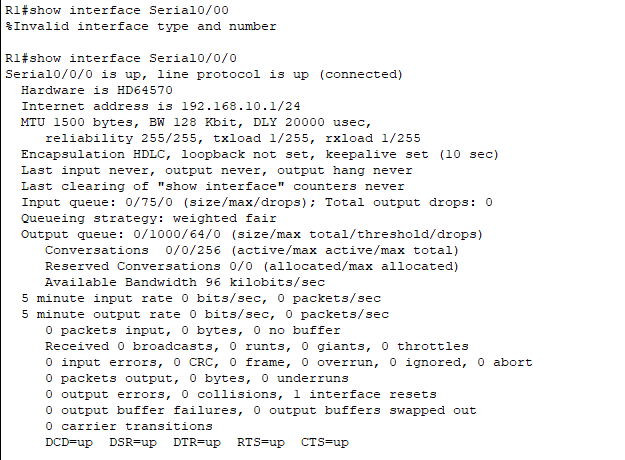 R1#show interface Serial0/00
%Invalid interface type and number
R1#show interface Serial0/0/0
Serial0/0/0 is up, line protocol is up (connected)
Hardware is HD64570
Internet address is 192.168.10.1/24
MTU 1500 bytes, BW 128 Kbit, DLY 20000 usec,
reliability 255/255, txload 1/255, rxload 1/255
Encapsulation HDLC, loopback not set, keepalive set (10 sec)
Last input never, output never, output hang never
Last clearing of "show interface" counters never
Input queue: 0/75/0 (size/max/drops); Total output drops: 0
Queueing strategy: weighted fair
Output queue: 0/1000/64/0 (size/max total/threshold/drops)
Conversations  0/0/256 (active/max active/max total)
Reserved Conversations 0/0 (allocated/max allocated)
Available Bandwidth 96 kilobits/sec
5 minute input rate 0 bits/sec, 0 packets/sec
5 minute output rate 0 bits/sec, 0 packets/sec
0 packets input, 0 bytes, 0 no buffer
Received 0 broadcasts, 0 runts, 0 giants, 0 throttles
0 input errors, 0 CRC, 0 frame, 0 overrun, 0 ignored, 0 abort
0 packets output, 0 bytes, 0 underruns
0 output errors, 0 collisions, 1 interface resets
0 output buffer failures, 0 output buffers swapped out
0 carrier transitions
DCD=up  DSR=up  DTR=up  RTS=up  CTS=up